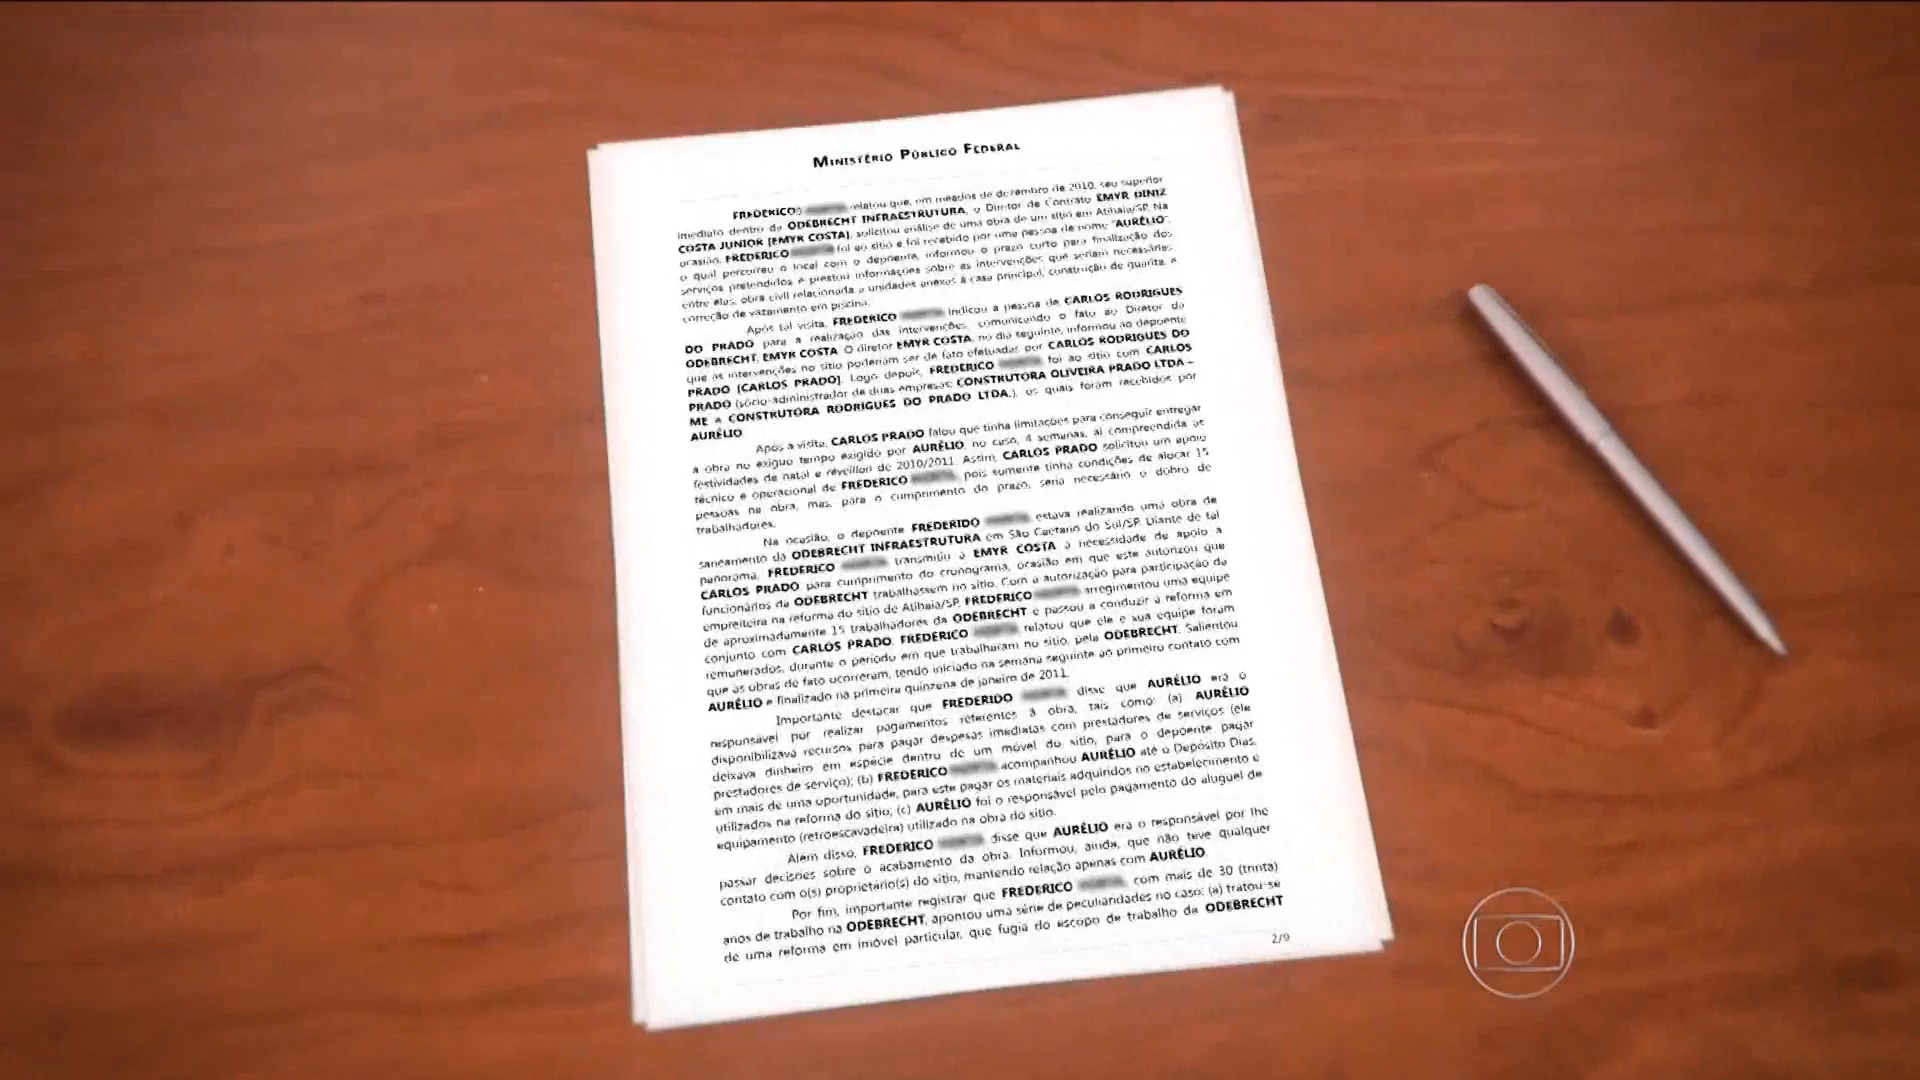 MINISTÉRIO PÚBLICO FEDERAL
FREDERICO relatou que, em meados de dezembro de 2010, seu superior
imediato dentro da ODEBRECHT INFRAESTRUTURA, o Diretor de Contrato EMYR DINIZ
COSTA JUNIOR [EMYR COSTA], solicitou análise de uma obra de um sítio em Atibaia/SP. Na
ocasião, FREDERICO foi ao sítio e foi recebido por uma pessoa de nome "AURÉLIO",
o qual percorreu o local com o depoente, informou o prazo curto para finalização dos
serviços pretendidos e prestou informações sobre as intervenções que seriam necessárias,
entre elas, obra civil relacionada a unidades anexas à casa principal, construção de guarita, e
correção de vazamento em piscina.
Após tal visita, FREDERICO indicou a pessoa de CARLOS RODRIGUES
DO PRADO para a realização das intervenções, comunicando o fato ao Diretor da
ODEBRECHT, EMYR COSTA. O diretor EMYR COSTA, no dia seguinte, informou ao depoente
que as intervenções no sítio poderiam ser de fato efetuadas por CARLOS RODRIGUES DO
PRADO [CARLOS PRADO]. Logo depois, FREDERICO foi ao sítio com CARLOS
PRADO (sócio-administrador de duas empresas: CONSTRUTORA OLIVEIRA PRADO LTDA –
ME e CONSTRUTORA RODRIGUES DO PRADO LTDA.), os quais foram recebidos por
AURÉLIO
Após a visita, CARLOS PRADO falou que tinha limitações para conseguir entregar
a obra no exíguo tempo exigido por AURÉLIO, no caso, 4 semanas, aí compreendida as
festividades de natal e réveillon de 2010/2011. Assim, CARLOS PRADO solicitou um apoio
técnico e operacional de FREDERICO pois somente tinha condições de alocar 15
pessoas na obra, mas, para o cumprimento do prazo, seria necessário o dobro de
trabalhadores.
Na ocasião, o depoente FREDERIDO estava realizando uma obra de
saneamento da ODEBRECHT INFRAESTRUTURA em São Caetano do Sul/SP. Diante de tal
panorama, FREDERICO transmitiu a EMYR COSTA a necessidade de apoio a
CARLOS PRADO para cumprimento do cronograma, ocasião em que este autorizou que
funcionários da ODEBRECHT trabalhassem no sítio. Com a autorização para participação da
empreiteira na reforma do sítio de Atibaia/SP, FREDERICO arregimentou uma equipe
de aproximadamente 15 trabalhadores da ODEBRECHT e passou a conduzir a reforma em
conjunto com CARLOS PRADO. FREDERICO relatou que ele e sua equipe foram
remunerados, durante o período em que trabalharam no sítio, pela ODEBRECHT. Salientou
que as obras de fato ocorreram, tendo iniciado na semana seguinte ao primeiro contato com
AURÉLIO e finalizado na primeira quinzena de janeiro de 2011.
Importante destacar que FREDERIDO disse que AURÉLIO era o
responsável por realizar pagamentos referentes à obra, tais como: (a) AURÉLIO
disponibilizava recursos para pagar despesas imediatas com prestadores de serviços (ele
deixava dinheiro em espécie dentro de um móvel do sítio, para o depoente pagar
prestadores de serviço); (b) FREDERICO acompanhou AURÉLIO até o Depósito Dias,
em mais de uma oportunidade, para este pagar os materiais adquiridos no estabelecimento e
utilizados na reforma do sítio; (c) AURÉLIO foi o responsável pelo pagamento do aluguel de
equipamento (retroescavadeira) utilizado na obra do sítio.
Além disso, FREDERICO disse que AURÉLIO era o responsável por lhe
passar decisões sobre o acabamento da obra. Informou, ainda, que não teve qualquer
contato com o(s) proprietário(s) do sítio, mantendo relação apenas com AURÉLIO
Por fim, importante registrar que FREDERICO com mais de 30 (trinta)
anos de trabalho na ODEBRECHT, apontou uma série de peculiaridades no caso: (a) tratou-se
de uma reforma em imóvel particular, que fugia do escopo de trabalho da ODEBRECHT
2/9